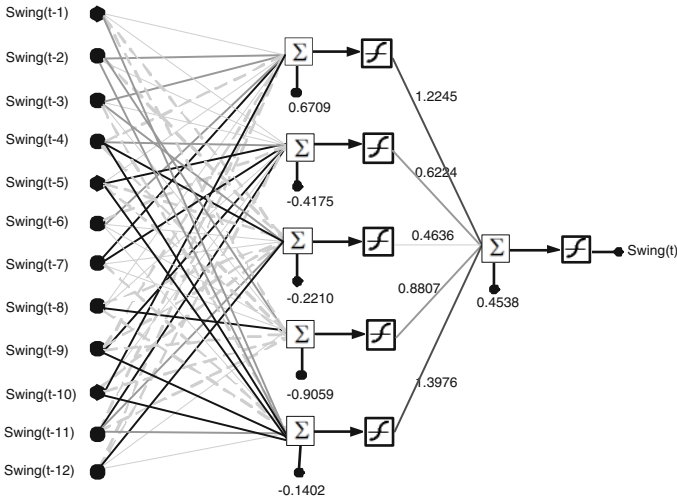 Swing(t-1)
Swing(t-2)
Swing(t-3)
Swing(t-4)
Swing(t-5)
Swing(t-6)
Swing(t-7)
Swing(t-8)
Swing(t-9)
Swing(t-10)
Swing(t-11)
Swing(t-12)
Σ
0.6709
Σ
-0.4175
Σ
-0.2210
Σ
-0.9059
Σ
-0.1402
1.2245
0.6224
0.4636
0.8807
1.3976
Σ
0.4538
Swing(t)